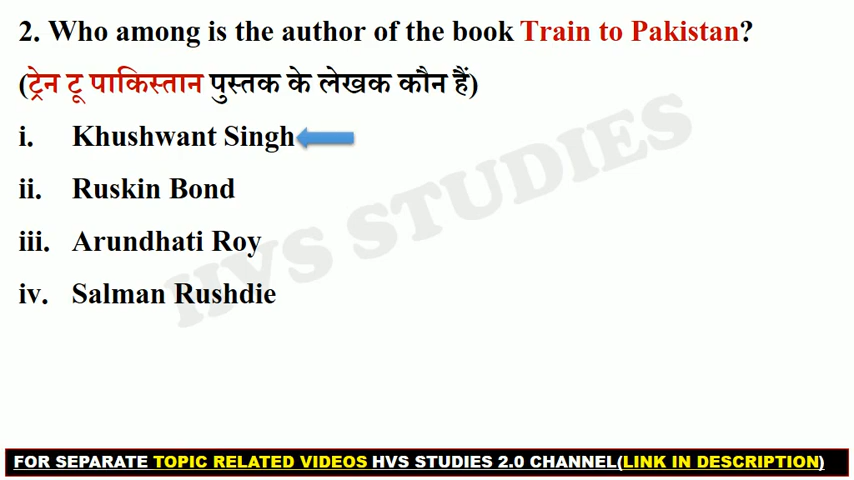 2. Who among is the author of the book Train to Pakistan?
(ट्रेन टू पाकिस्तान पुस्तक के लेखक कौन हैं)
i. Khushwant Singh
ii. Ruskin Bond
iii. Arundhati Roy
iv. Salman Rushdie
HVS STUDIES
FOR SEPARATE TOPIC RELATED VIDEOS HVS STUDIES 2.0 CHANNEL(LINK IN DESCRIPTION)